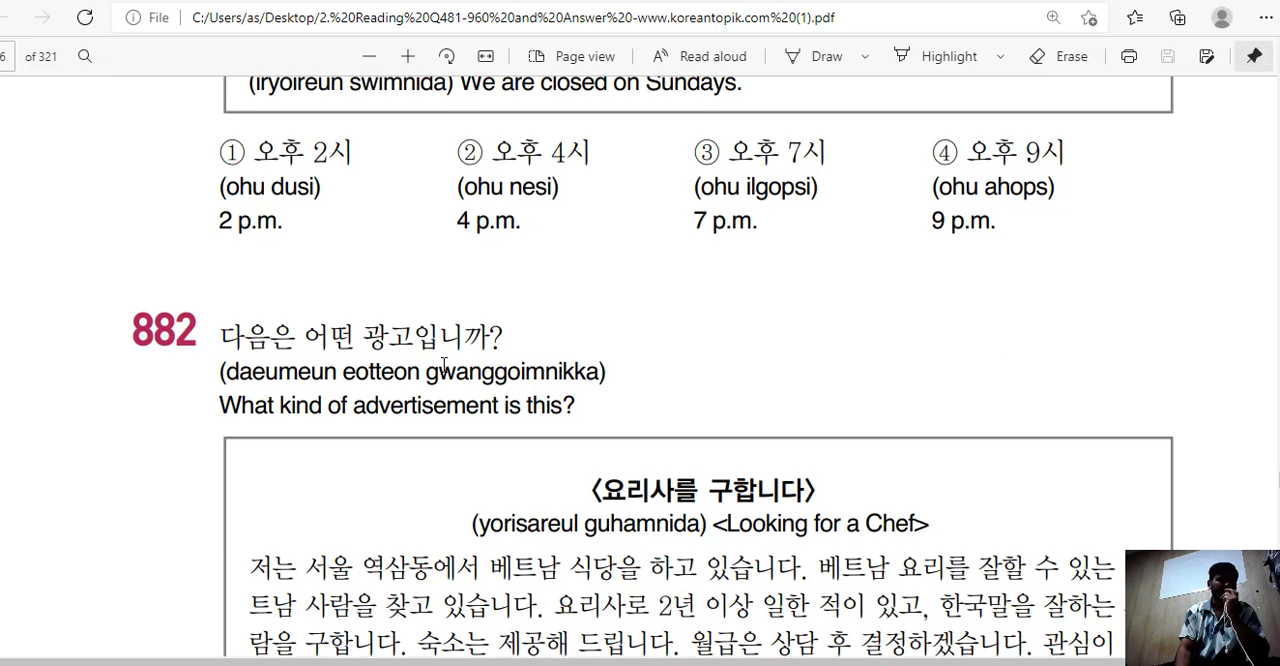 File C:/Users/as/Desktop/2.%20Reading%20Q481-960%20and%20Answer%20-www.koreantopik.com%20(1).pdf
6 of 321 Page view Read aloud Draw Highlight Erase
(iryoireun swimnida) We are closed on Sundays.
① 오후 2시 ② 오후 4시 ③ 오후 7시 ④ 오후 9시
(ohu dusi) (ohu nesi) (ohu ilgopsi) (ohu ahops)
2 p.m. 4 p.m. 7 p.m. 9 p.m.
882 다음은 어떤 광고입니까?
(daeumeun eotteon gwanggoimnikka)
What kind of advertisement is this?
<요리사를 구합니다>
(yorisareul guhamnida) <Looking for a Chef>
저는 서울 역삼동에서 베트남 식당을 하고 있습니다. 베트남 요리를 잘할 수 있는
트남 사람을 찾고 있습니다. 요리사로 2년 이상 일한 적이 있고, 한국말을 잘하는
람을 구합니다. 숙소는 제공해 드립니다. 월급은 상담 후 결정하겠습니다. 관심이